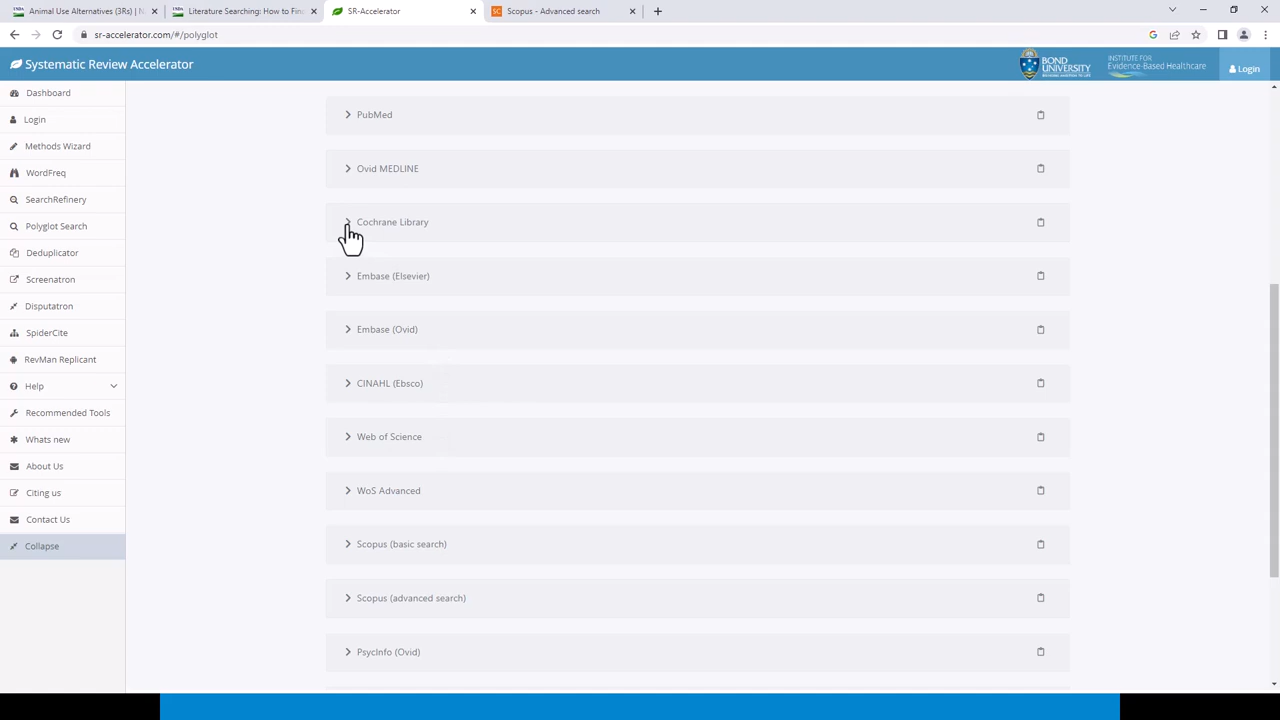 Animal Use Alternatives (3Rs) | N
Literature Searching: How to Fin
SR-Accelerator
SC Scopus - Advanced search
sr-accelerator.com/#/polyglot
Systematic Review Accelerator
BOND UNIVERSITY
INSTITUTE FOR
Evidence-Based Healthcare
Login
Dashboard
Login
Methods Wizard
WordFreq
SearchRefinery
Polyglot Search
Deduplicator
Screenatron
Disputatron
SpiderCite
RevMan Replicant
Help
Recommended Tools
Whats new
About Us
Citing us
Contact Us
Collapse
PubMed
Ovid MEDLINE
Cochrane Library
Embase (Elsevier)
Embase (Ovid)
CINAHL (Ebsco)
Web of Science
WoS Advanced
Scopus (basic search)
Scopus (advanced search)
PsycInfo (Ovid)